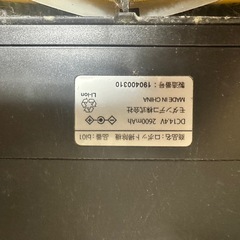 商品名：ロボット掃除機　品番：bl01
DC14.4V　2600mAh
モダンデコ株式会社
MADE IN CHINA
製造番号：190400310
Li-ion